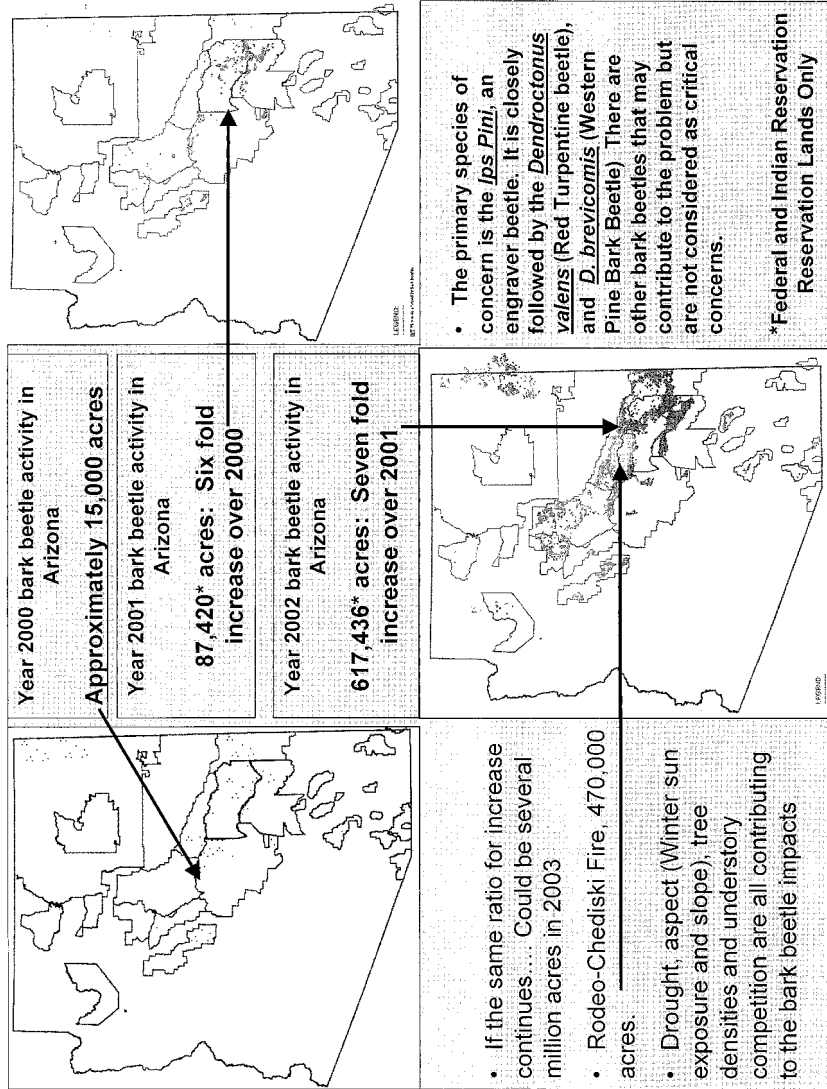 Year 2000 bark beetle activity in
Arizona
Approximately 15,000 acres
Year 2001 bark beetle activity in
Arizona
87,420* acres: Six fold
increase over 2000
Year 2002 bark beetle activity in
Arizona
617,436* acres: Seven fold
increase over 2001
LEGEND:
• If the same ratio for increase
continues.... Could be several
million acres in 2003
• Rodeo-Chediski Fire, 470,000
acres.
• Drought, aspect (Winter sun
exposure and slope), tree
densities and understory
competition are all contributing
to the bark beetle impacts
LEGEND:
• The primary species of
concern is the Ips Pini, an
engraver beetle. It is closely
followed by the Dendroctonus
valens (Red Turpentine beetle),
and D. brevicomis (Western
Pine Bark Beetle) There are
other bark beetles that may
contribute to the problem but
are not considered as critical
concerns.
*Federal and Indian Reservation
Reservation Lands Only